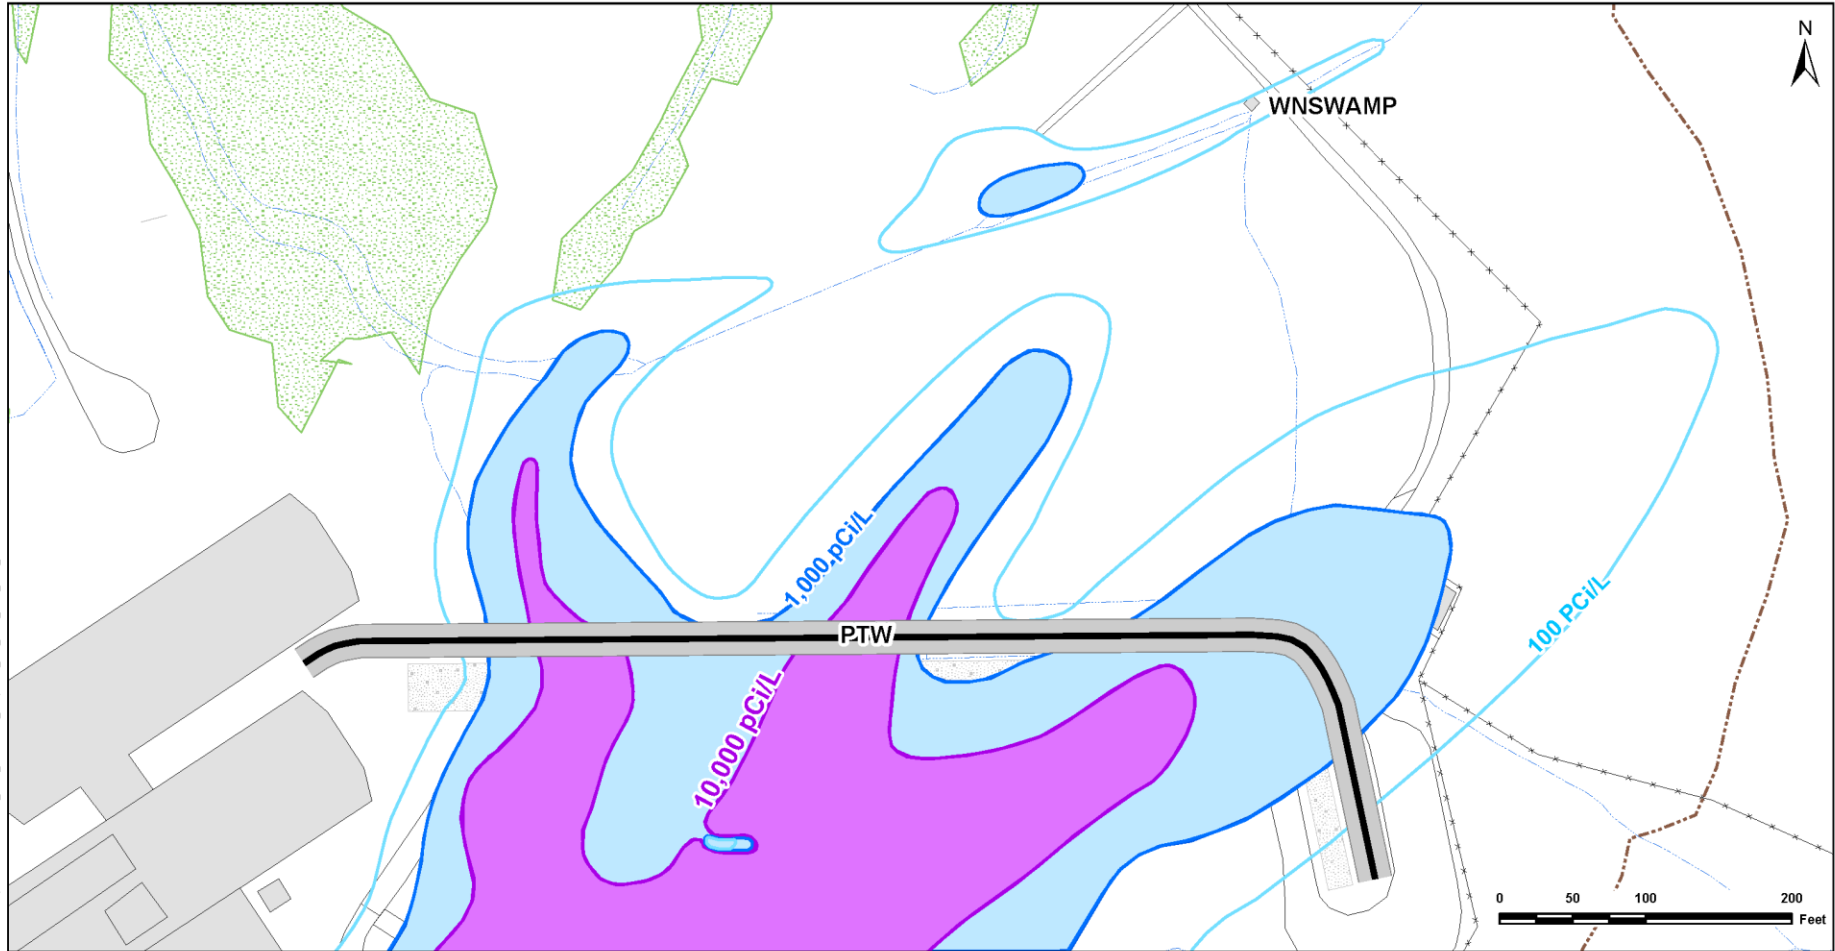 N
WNSWAMP
1,000 pCi/L
100 PCi/L
PTW
10,000 pCi/L
0 50 100 200
Feet